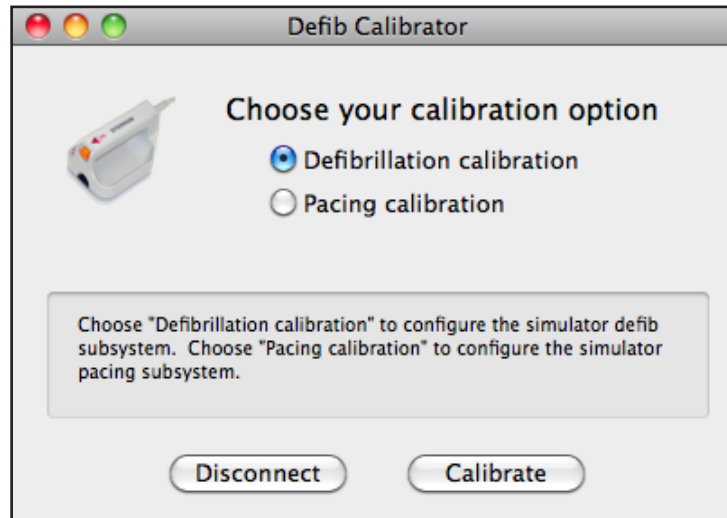 Defib Calibrator
Choose your calibration option
Defibrillation calibration
Pacing calibration
Choose "Defibrillation calibration" to configure the simulator defib
subsystem.  Choose "Pacing calibration" to configure the simulator
pacing subsystem.
Disconnect
Calibrate